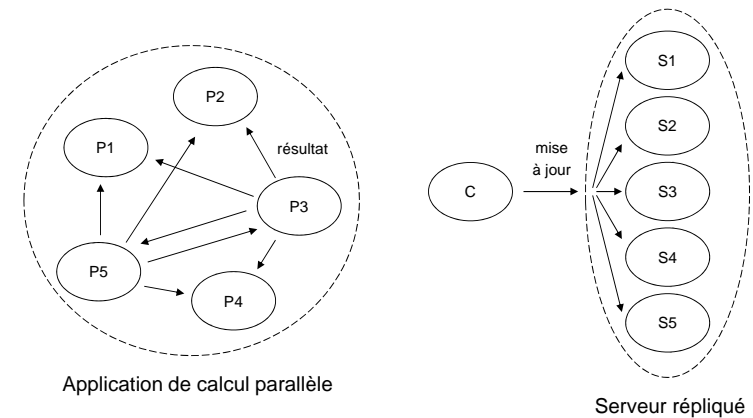 P2
P1
résultat
P3
P5
P4
Application de calcul parallèle
C
mise
à jour
S1
S2
S3
S4
S5
Serveur répliqué